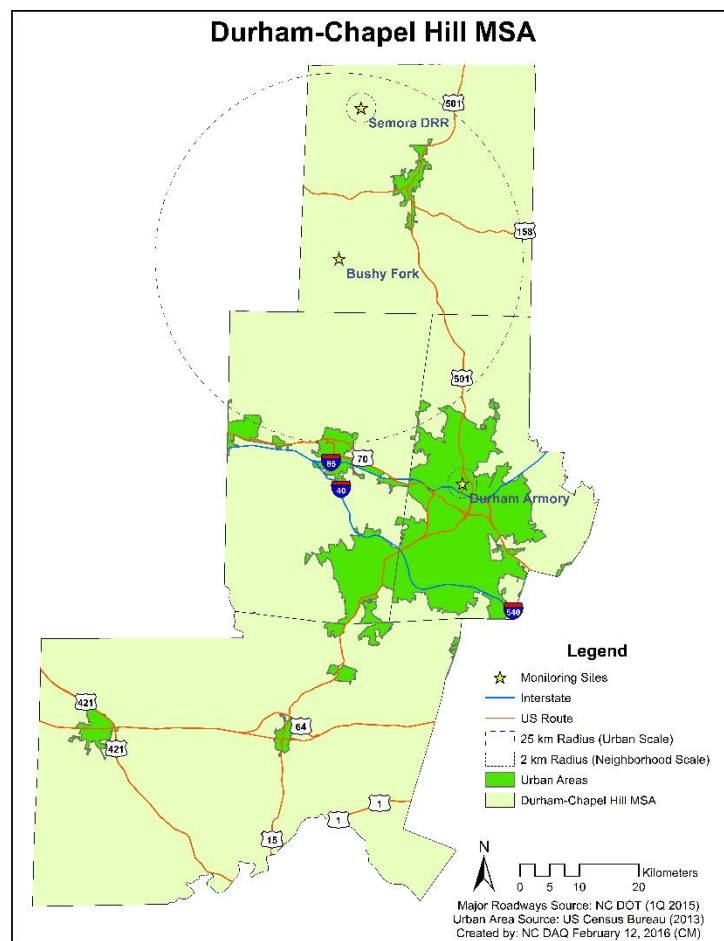 Durham-Chapel Hill MSA
501
Semora DRR
158
Bushy Fork
501
70
85
40
Durham Armory
540
Legend
Monitoring Sites
Interstate
US Route
25 km Radius (Urban Scale)
2 km Radius (Neighborhood Scale)
Urban Areas
Durham-Chapel Hill MSA
421
64
421
1
1
15
N
Kilometers
0 5 10 20
Major Roadways Source: NC DOT (1Q 2015)
Urban Area Source: US Census Bureau (2013)
Created by: NC DAQ February 12, 2016 (CM)